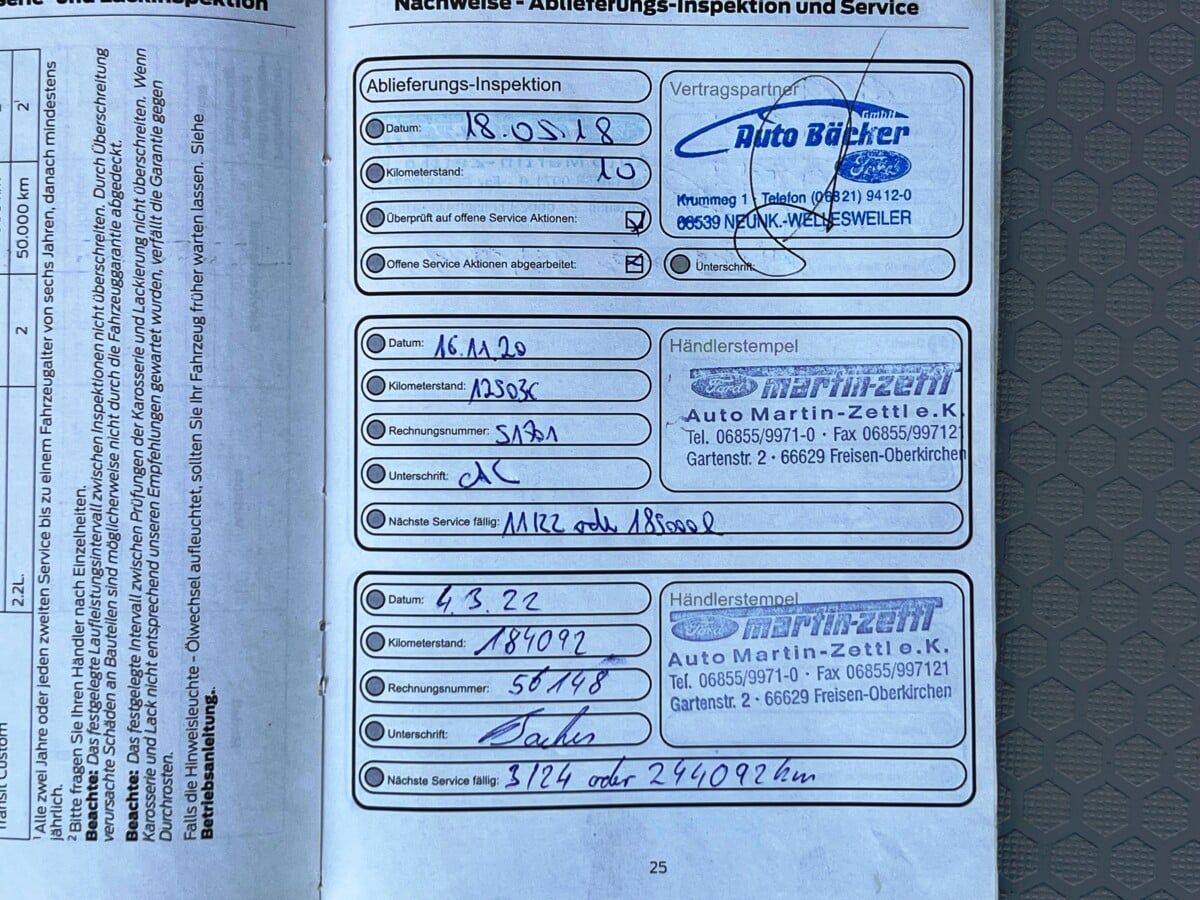 2
50.000 km
2
2.2L.
Transit Custom
¹ Alle zwei Jahre oder jeden zweiten Service bis zu einem Fahrzeugalter von sechs Jahren, danach mindestens
jährlich.
² Bitte fragen Sie Ihren Händler nach Einzelheiten.
Beachte: Das festgelegte Laufleistungsintervall zwischen Inspektionen nicht überschreiten. Durch Überschreitung
verursachte Schäden an Bauteilen sind möglicherweise nicht durch die Fahrzeuggarantie abgedeckt.
Beachte: Das festgelegte Intervall zwischen Prüfungen der Karosserie und Lackierung nicht überschreiten. Wenn
Karosserie und Lack nicht entsprechend unseren Empfehlungen gewartet wurden, verfällt die Garantie gegen
Durchrosten.
Falls die Hinweisleuchte - Ölwechsel aufleuchtet, sollten Sie Ihr Fahrzeug früher warten lassen. Siehe
Betriebsanleitung..
Nachweise - Ablieferungs-Inspektion und Service
Ablieferungs-Inspektion
Datum: 18.05.18
Kilometerstand: 10
Überprüft auf offene Service Aktionen:
Offene Service Aktionen abgearbeitet:
Vertragspartner
GmbH
Auto Bäcker
Ford
Krummeg 1 Telefon (06821) 9412-0
66539 NEUNK.-WELLESWEILER
Unterschrift:
Datum: 16.11.20
Kilometerstand:
Rechnungsnummer:
Unterschrift:
Nächste Service fällig: 11/22 oder
Händlerstempel
Ford martin-zettl
Auto Martin-Zettl e.K.
Tel. 06855/9971-0 · Fax 06855/997121
Gartenstr. 2 · 66629 Freisen-Oberkirchen
Datum: 4.3.22
Kilometerstand: 184092
Rechnungsnummer: 56148
Unterschrift:
Nächste Service fällig: 3/24 oder 244092 km
Händlerstempel
Ford martin-zettl
Auto Martin-Zettl e.K.
Tel. 06855/9971-0 · Fax 06855/997121
Gartenstr. 2 · 66629 Freisen-Oberkirchen
25